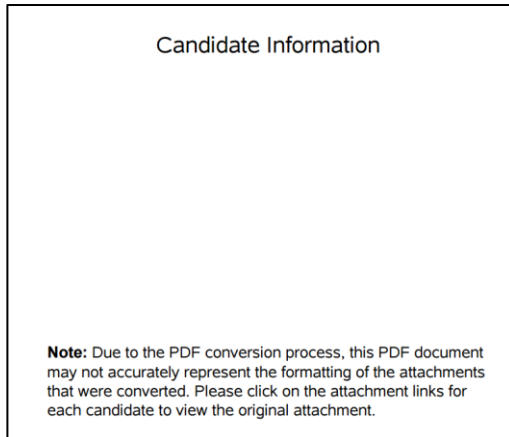 Candidate Information
Note: Due to the PDF conversion process, this PDF document
may not accurately represent the formatting of the attachments
that were converted. Please click on the attachment links for
each candidate to view the original attachment.